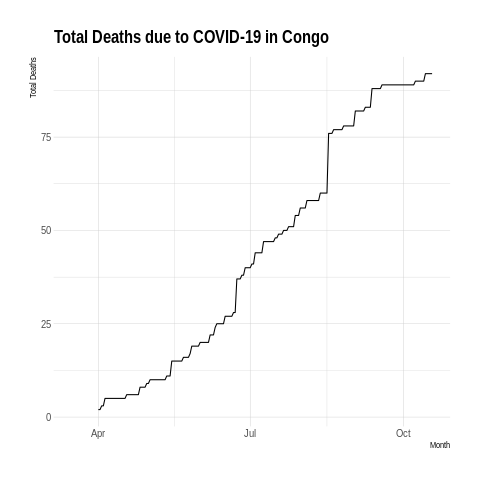 Total Deaths due to COVID-19 in Congo
Total Deaths
75
50
25
0
Apr
Jul
Oct
Month